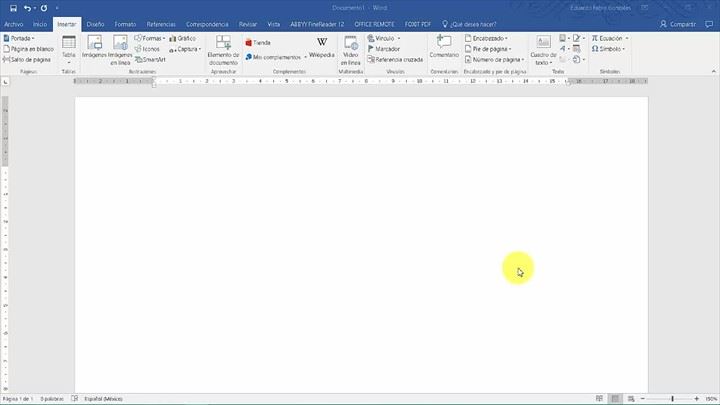 Documento1 - Word
Archivo Inicio Insertar Diseño Formato Referencias Correspondencia Revisar Vista ABBYY FineReader 12 OFFICE REMOTE FOXIT PDF ¿Qué desea hacer? Compartir
Portada
Página en blanco
Salto de página
Páginas
Tablas
Tablas
Imágenes
Imágenes en línea
Formas
Iconos
SmartArt
Gráfico
Captura
Ilustraciones
Elemento de documento
Aprovechar
Tienda
Mis complementos
W
Wikipedia
Complementos
Vídeo en línea
Multimedia
Vínculo
Marcador
Referencia cruzada
Vínculos
Comentario
Comentarios
Encabezado
Pie de página
Número de página
Encabezado y pie de página
Cuadro de texto
Texto
Ecuación
Símbolo
Símbolos
Página 1 de 1 0 palabras Español (México) 150%